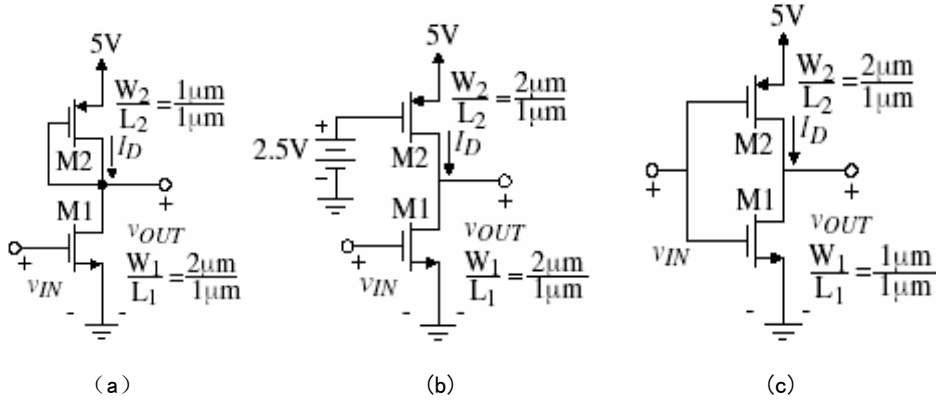 5V
W2/L2 = 1μm/1μm
M2
ID
M1
vOUT
+
+
vIN
W1/L1 = 2μm/1μm
-
-
(a)
5V
W2/L2 = 2μm/1μm
+
2.5V
-
M2
ID
M1
vOUT
+
+
vIN
W1/L1 = 2μm/1μm
-
-
(b)
5V
W2/L2 = 2μm/1μm
M2
ID
+
+
M1
vOUT
vIN
W1/L1 = 1μm/1μm
-
-
(c)